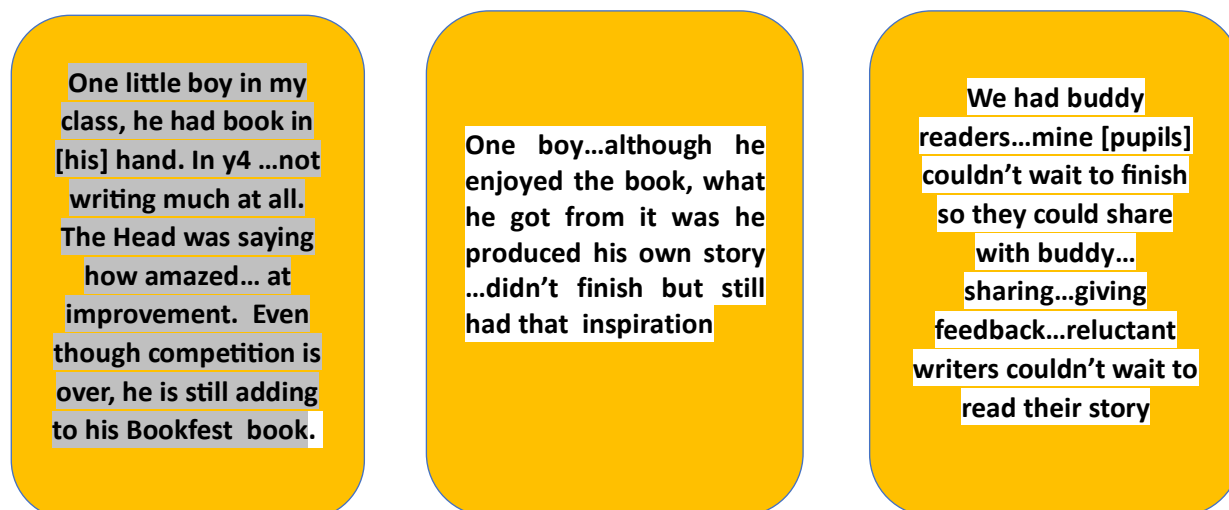 One little boy in my
class, he had book in
[his] hand. In y4 ...not
writing much at all.
The Head was saying
how amazed... at
improvement.  Even
though competition is
over, he is still adding
to his Bookfest  book.
One boy...although he
enjoyed the book, what
he got from it was he
produced his own story
...didn't finish but still
had that  inspiration
We had buddy
readers...mine [pupils]
couldn't wait to finish
so they could share
with buddy...
sharing...giving
feedback...reluctant
writers couldn't wait to
read their story